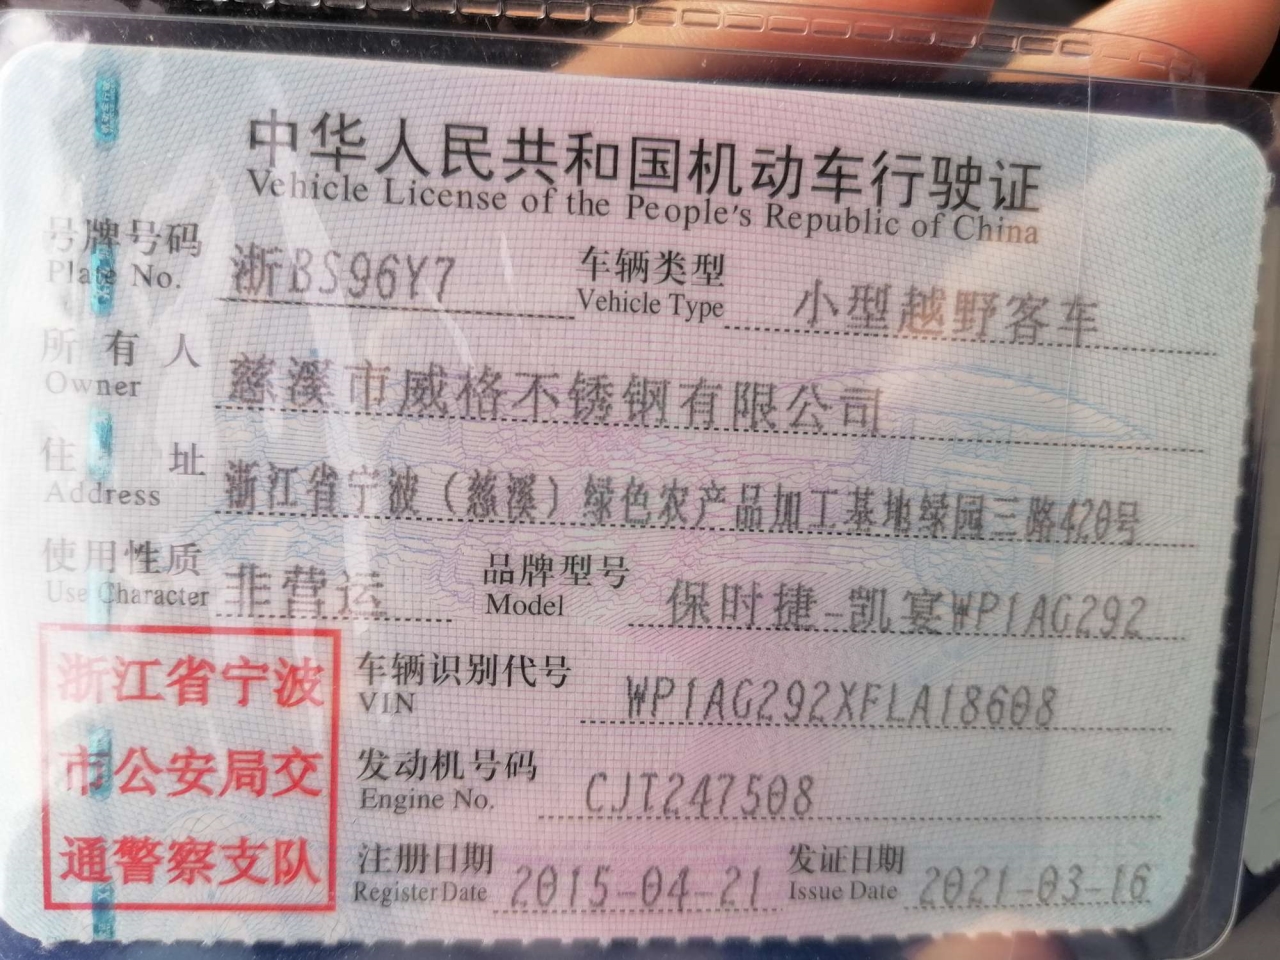 中华人民共和国机动车行驶证
Vehicle License of the People's Republic of China
号牌号码 浙BS96Y7 车辆类型 小型越野客车
Plate No. Vehicle Type
所有人 慈溪市威格不锈钢有限公司
Owner
住址 浙江省宁波（慈溪）绿色农产品加工基地绿园三路420号
Address
使用性质 非营运 品牌型号 保时捷-凯宴WP1AG292
Use Character Model
浙江省宁波
市公安局交
通警察支队
车辆识别代号 WP1AG292XFLA18608
VIN
发动机号码 CJT247508
Engine No.
注册日期 2015-04-21 发证日期 2021-03-16
Register Date Issue Date